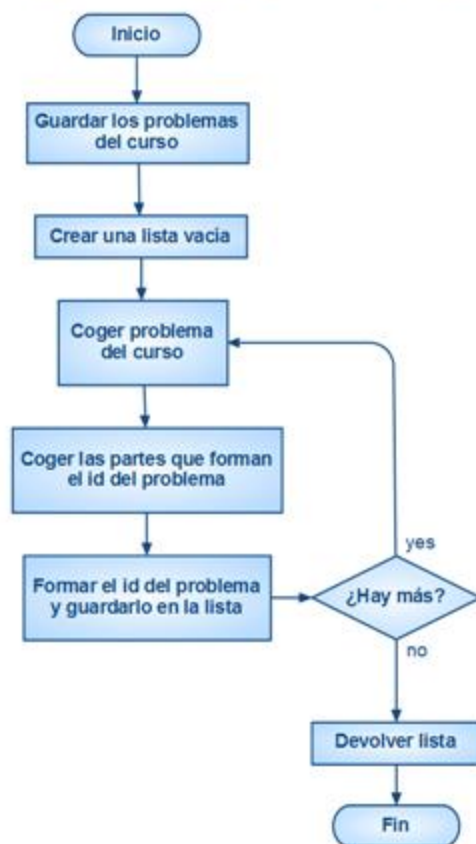 Inicio
Guardar los problemas
del curso
Crear una lista vacia
Coger problema
del curso
Coger las partes que forman
el id del problema
Formar el id del problema
y guardarlo en la lista
¿Hay más?
yes
no
Devolver lista
Fin